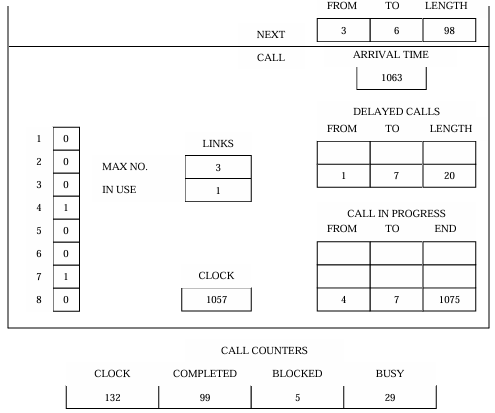 FROM TO LENGTH
NEXT 3 6 98
CALL ARRIVAL TIME
1063
DELAYED CALLS
FROM TO LENGTH
1 0
LINKS
2 0
MAX NO. 3
1 7 20
3 0
IN USE 1
4 1
CALL IN PROGRESS
5 0
FROM TO END
6 0
7 1
CLOCK
8 0
1057
4 7 1075
CALL COUNTERS
CLOCK COMPLETED BLOCKED BUSY
132 99 5 29